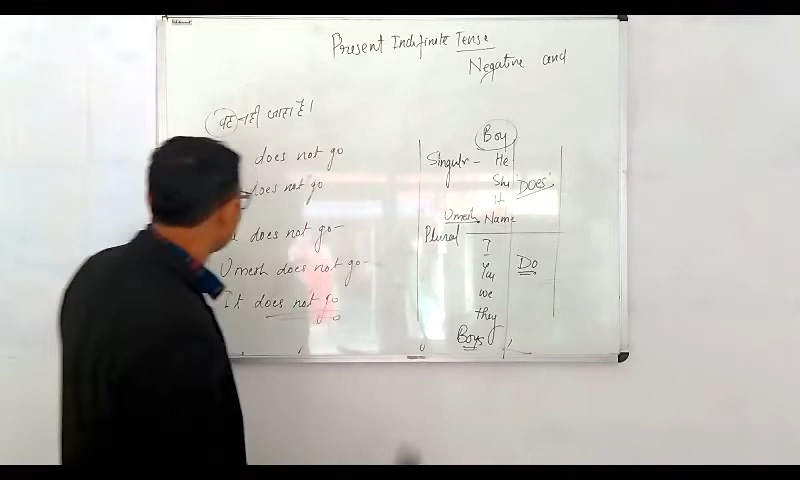 Present Indefinite Tense
Negative and
वह नही जाता है।
does not go
does not go
does not go-
Umesh does not go-
It does not go
Boy
Singulr - He
She "DOES"
It
Umesh. Name
Plural
I
You Do
we
they
Boys